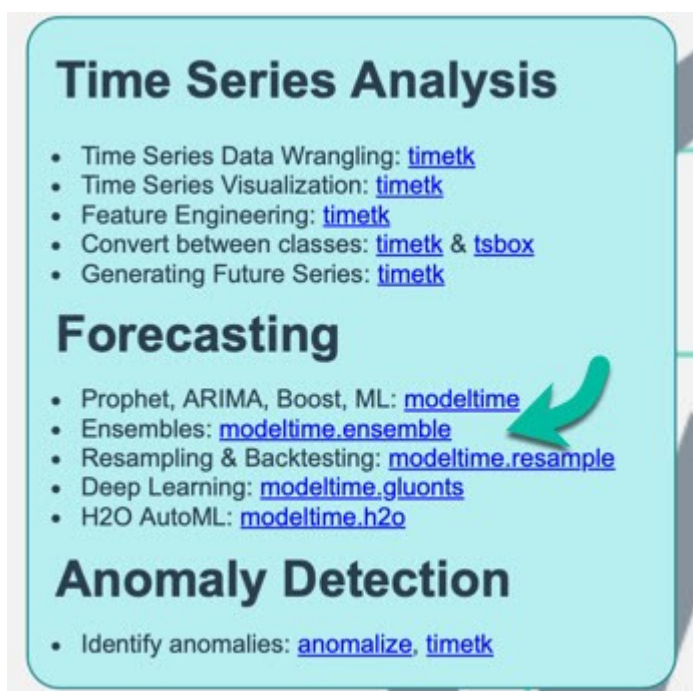 Time Series Analysis
• Time Series Data Wrangling: timetk
• Time Series Visualization: timetk
• Feature Engineering: timetk
• Convert between classes: timetk & tsbox
• Generating Future Series: timetk
Forecasting
• Prophet, ARIMA, Boost, ML: modeltime
• Ensembles: modeltime.ensemble
• Resampling & Backtesting: modeltime.resample
• Deep Learning: modeltime.gluonts
• H2O AutoML: modeltime.h2o
Anomaly Detection
• Identify anomalies: anomalize, timetk